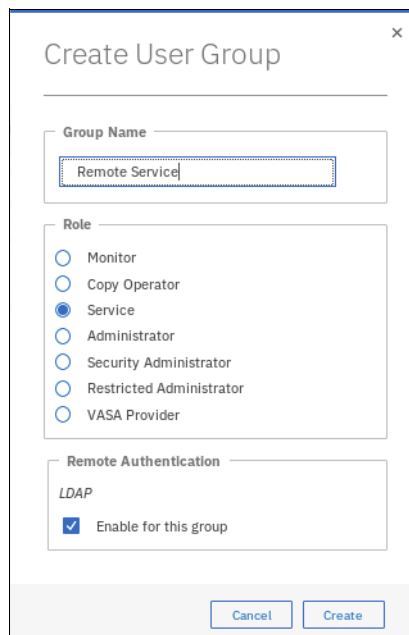 ×
Create User Group
Group Name
Remote Service
Role
Monitor
Copy Operator
Service
Administrator
Security Administrator
Restricted Administrator
VASA Provider
Remote Authentication
LDAP
Enable for this group
Cancel Create